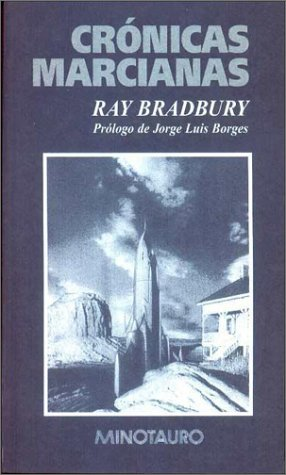 CRÓNICAS
MARCIANAS
RAY BRADBURY
Prólogo de Jorge Luis Borges
MINOTAURO